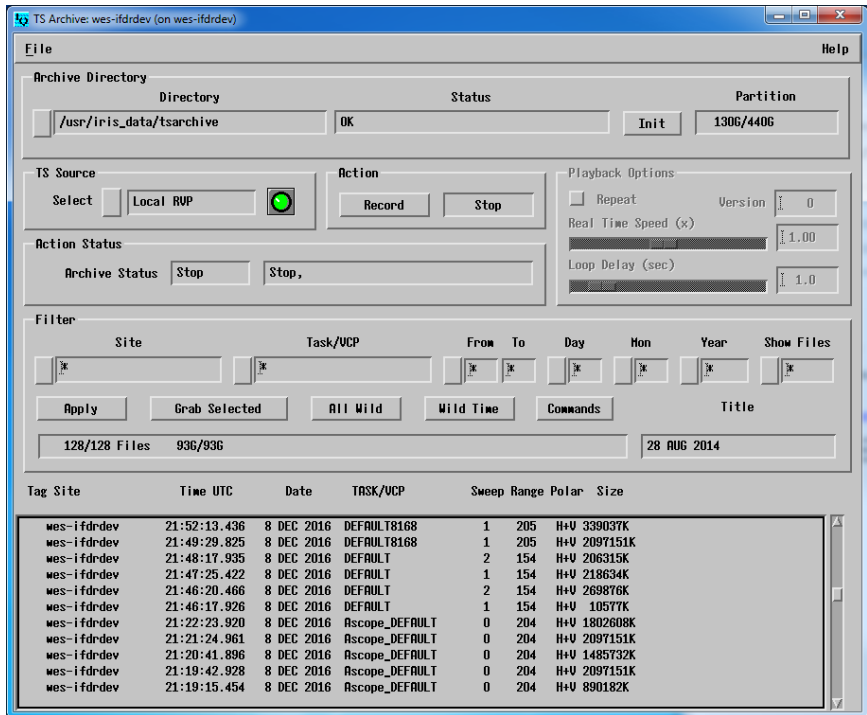 TS Archive: wes-ifdrdev (on wes-ifdrdev)
File Help
Archive Directory
Directory Status Partition
/usr/iris_data/tsarchive OK Init 130G/440G
TS Source Action Playback Options
Select Local RVP Record Stop Repeat Version 0
Real Time Speed (x)
1.00
Action Status
Loop Delay (sec)
Archive Status Stop Stop, 1.0
Filter
Site Task/VCP From To Day Mon Year Show Files
* * * * * * * *
Apply Grab Selected All Wild Wild Time Commands Title
128/128 Files 93G/93G 28 AUG 2014
Tag Site Time UTC Date TASK/VCP Sweep Range Polar Size
wes-ifdrdev 21:52:13.436 8 DEC 2016 DEFAULT8168 1 205 H+V 339037K
wes-ifdrdev 21:49:29.825 8 DEC 2016 DEFAULT8168 1 205 H+V 2097151K
wes-ifdrdev 21:48:17.935 8 DEC 2016 DEFAULT 2 154 H+V 206315K
wes-ifdrdev 21:47:25.422 8 DEC 2016 DEFAULT 1 154 H+V 218634K
wes-ifdrdev 21:46:20.466 8 DEC 2016 DEFAULT 2 154 H+V 269876K
wes-ifdrdev 21:46:17.926 8 DEC 2016 DEFAULT 1 154 H+V 10577K
wes-ifdrdev 21:22:23.920 8 DEC 2016 Ascope_DEFAULT 0 204 H+V 1802608K
wes-ifdrdev 21:21:24.961 8 DEC 2016 Ascope_DEFAULT 0 204 H+V 2097151K
wes-ifdrdev 21:20:41.896 8 DEC 2016 Ascope_DEFAULT 0 204 H+V 1485732K
wes-ifdrdev 21:19:42.928 8 DEC 2016 Ascope_DEFAULT 0 204 H+V 2097151K
wes-ifdrdev 21:19:15.454 8 DEC 2016 Ascope_DEFAULT 0 204 H+V 890182K